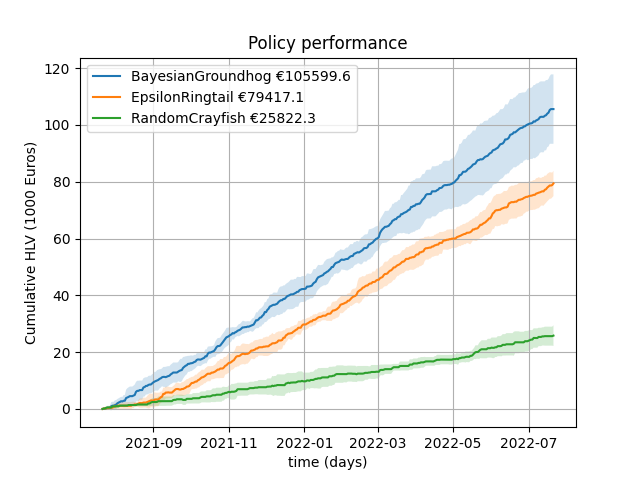 Policy performance
BayesianGroundhog €105599.6
EpsilonRingtail €79417.1
RandomCrayfish €25822.3
Cumulative HLV (1000 Euros)
120
100
80
60
40
20
0
2021-09 2021-11 2022-01 2022-03 2022-05 2022-07
time (days)